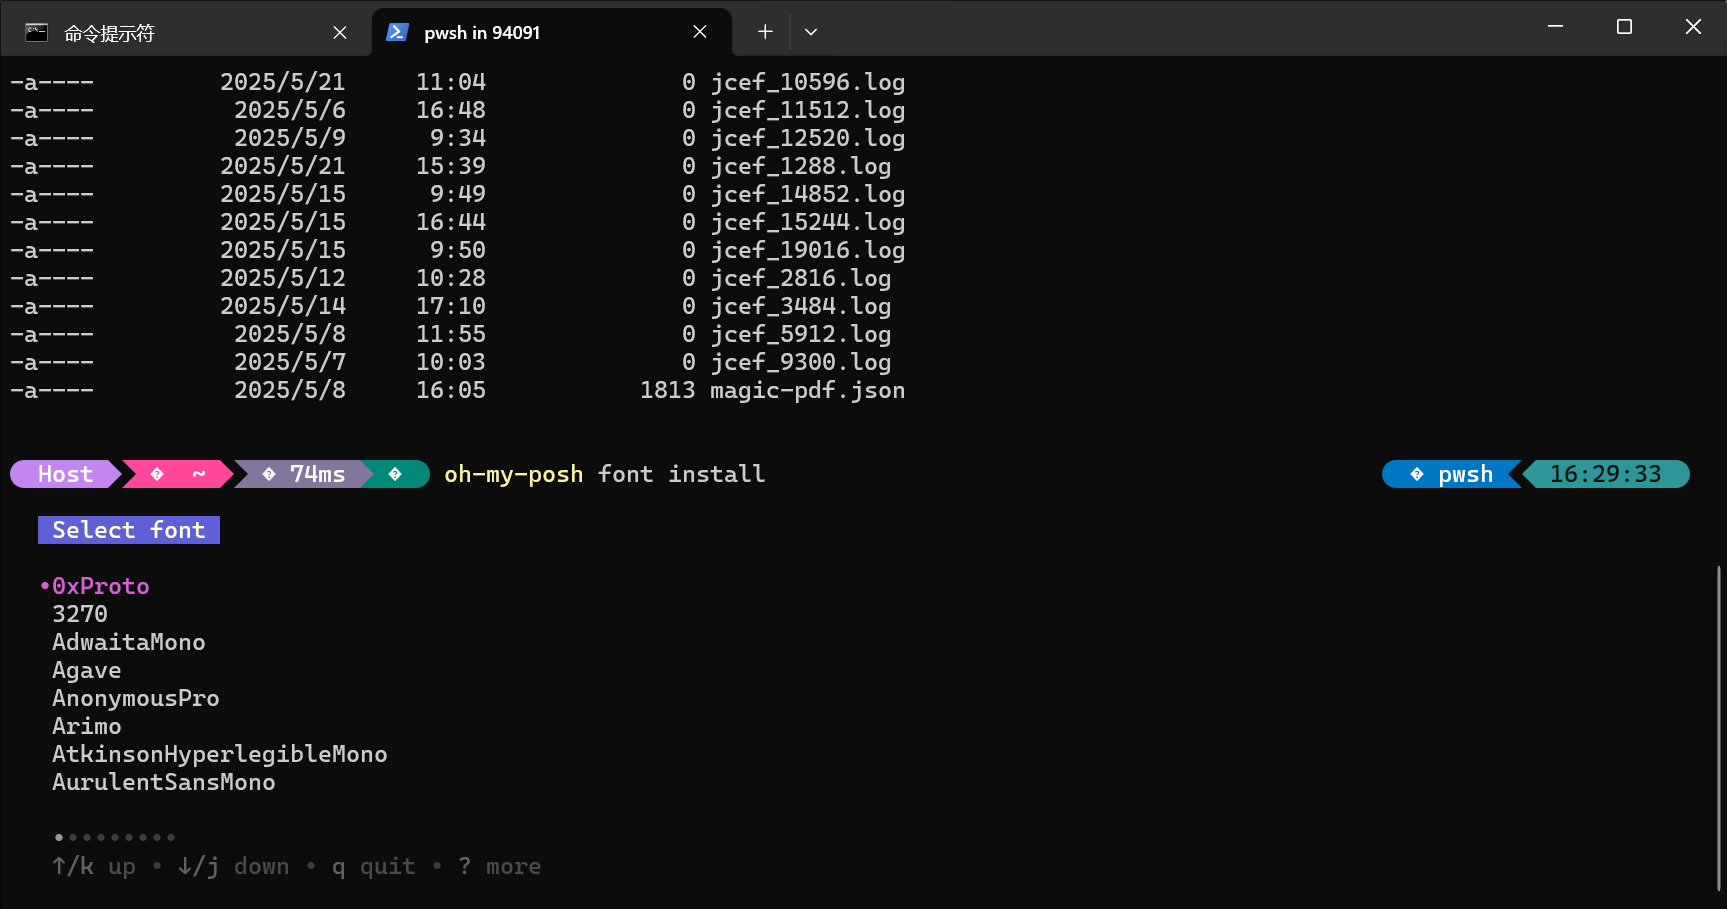 命令提示符
pwsh in 94091
-a---- 2025/5/21 11:04 0 jcef_10596.log
-a---- 2025/5/6 16:48 0 jcef_11512.log
-a---- 2025/5/9 9:34 0 jcef_12520.log
-a---- 2025/5/21 15:39 0 jcef_1288.log
-a---- 2025/5/15 9:49 0 jcef_14852.log
-a---- 2025/5/15 16:44 0 jcef_15244.log
-a---- 2025/5/15 9:50 0 jcef_19016.log
-a---- 2025/5/12 10:28 0 jcef_2816.log
-a---- 2025/5/14 17:10 0 jcef_3484.log
-a---- 2025/5/8 11:55 0 jcef_5912.log
-a---- 2025/5/7 10:03 0 jcef_9300.log
-a---- 2025/5/8 16:05 1813 magic-pdf.json
Host � ~ � 74ms � oh-my-posh font install � pwsh 16:29:33
Select font
•0xProto
3270
AdwaitaMono
Agave
AnonymousPro
Arimo
AtkinsonHyperlegibleMono
AurulentSansMono
•••••••••
↑/k up • ↓/j down • q quit • ? more